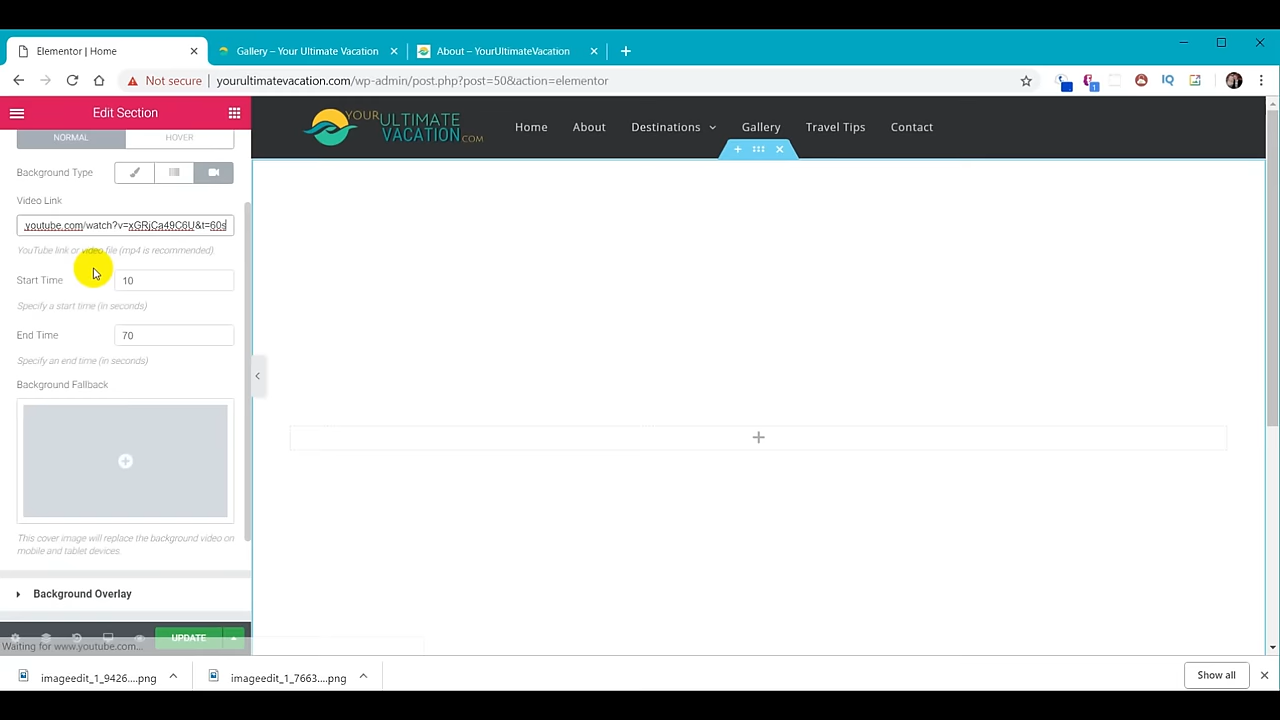 Elementor | Home
Gallery – Your Ultimate Vacation
About – YourUltimateVacation
Not secure
yourultimatevacation.com/wp-admin/post.php?post=50&action=elementor
IQ
1
Edit Section
YOUR ULTIMATE
VACATION.COM
Home
About
Destinations
Gallery
Travel Tips
Contact
NORMAL
HOVER
Background Type
Video Link
youtube.com/watch?v=xGRjCa49C6U&t=60s
YouTube link or video file (mp4 is recommended).
Start Time
10
Specify a start time (in seconds)
End Time
70
Specify an end time (in seconds)
Background Fallback
This cover image will replace the background video on
mobile and tablet devices.
Background Overlay
UPDATE
Waiting for www.youtube.com...
imageedit_1_9426....png
imageedit_1_7663....png
Show all